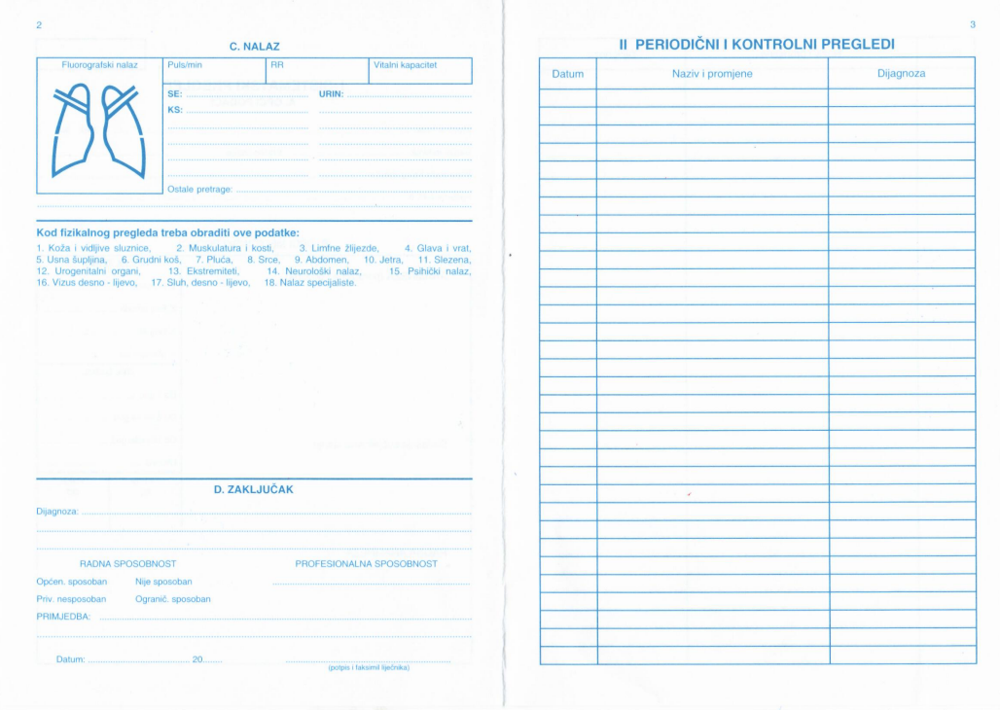 2
C. NALAZ
Fluorografski nalaz
Puls/min
RR
Vitalni kapacitet
SE:
URIN:
KS:
Ostale pretrage:
Kod fizikalnog pregleda treba obraditi ove podatke:
1. Koža i vidljive sluznice, 2. Muskulatura i kosti, 3. Limfne žlijezde, 4. Glava i vrat,
5. Usna šupljina, 6. Grudni koš, 7. Pluća, 8. Srce, 9. Abdomen, 10. Jetra, 11. Slezena,
12. Urogenitalni organi, 13. Ekstremiteti, 14. Neurološki nalaz, 15. Psihički nalaz,
16. Vizus desno - lijevo, 17. Sluh, desno - lijevo, 18. Nalaz specijaliste.
D. ZAKLJUČAK
Dijagnoza:
RADNA SPOSOBNOST
PROFESIONALNA SPOSOBNOST
Općen. sposoban Nije sposoban
Priv. nesposoban Ogranič. sposoban
PRIMJEDBA:
Datum: 20
(potpis i faksimil liječnika)
3
II PERIODIČNI I KONTROLNI PREGLEDI
Datum
Naziv i promjene
Dijagnoza